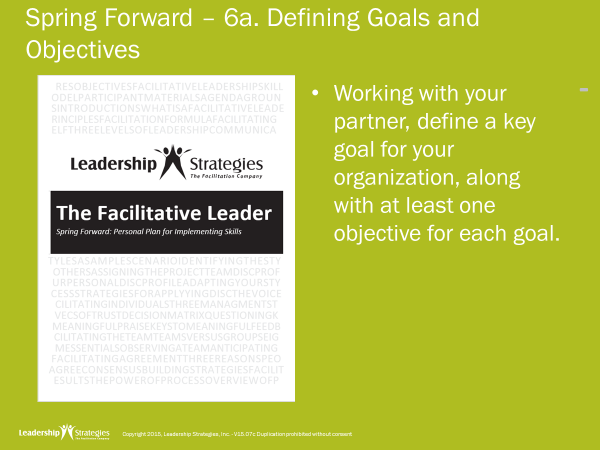 Spring Forward – 6a. Defining Goals and
Objectives
RESOBJECTIVESFACILITATIVELEADERSHIPSKILL
ODELPARTICIPANTMATERIALSAGENDAGROUN
SINTRODUCTIONSWHATISAFACILITATIVELEADE
RINCIPLESFACILITATIONFORMULAFACILITATING
ELFTHREELEVELSOFLEADERSHIPCOMMUNICA
Leadership Strategies
The Facilitation Company
The Facilitative Leader
Spring Forward: Personal Plan for Implementing Skills
TYLESASAMPLESCENARIOIDENTIFYINGTHESTY
OTHERSASSIGNINGTHEPROJECTTEAMDISCPROF
URPERSONALDISCPROFILEADAPTINGYOURSTY
CESSSTRATEGIESFORAPPLYYINGDISCTHEVOICE
CILITATINGINDIVIDUALSTHREEMANAGMENTST
VECSOFTRUSTDECISIONMATRIXQUESTIONINGK
MEANINGFULPRAISEKEYSTOMEANINGFULFEEDB
CILITATINGTHETEAMTEAMSVERSUSGROUPSEIG
MESSENTIALSOBSERVINGATEAMANTICIPATING
FACILITATINGAGREEMENTTHREEREASONSPEO
AGREECONSENSUSBUILDINGSTRATEGIESFACILIT
ESULTSTHEPOWEROFPROCESSOVERVIEWOFP
• Working with your
partner, define a key
goal for your
organization, along
with at least one
objective for each goal.
Leadership Strategies
The Facilitation Company
Copyright 2015, Leadership Strategies, Inc. - V15.07c Duplication prohibited without consent